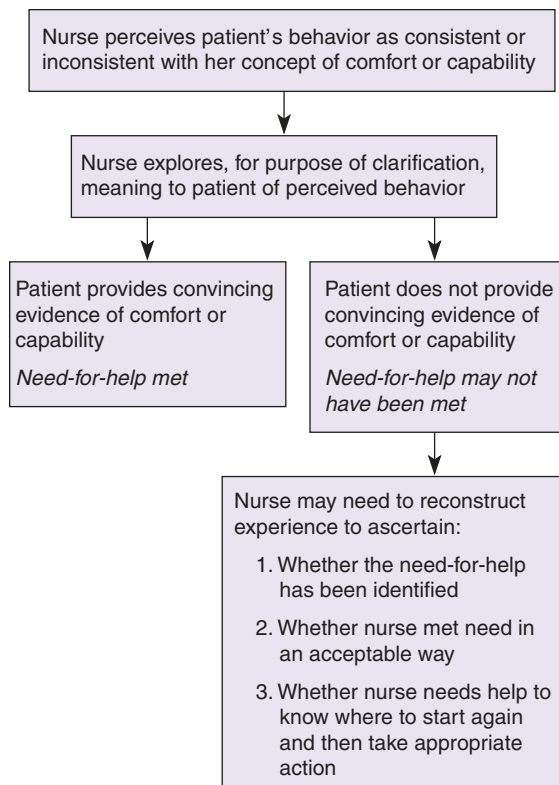 Nurse perceives patient's behavior as consistent or
inconsistent with her concept of comfort or capability
Nurse explores, for purpose of clarification,
meaning to patient of perceived behavior
Patient provides convincing
evidence of comfort or
capability
Need-for-help met
Patient does not provide
convincing evidence of
comfort or capability
Need-for-help may not
have been met
Nurse may need to reconstruct
experience to ascertain:
1. Whether the need-for-help
has been identified
2. Whether nurse met need in
an acceptable way
3. Whether nurse needs help to
know where to start again
and then take appropriate
action